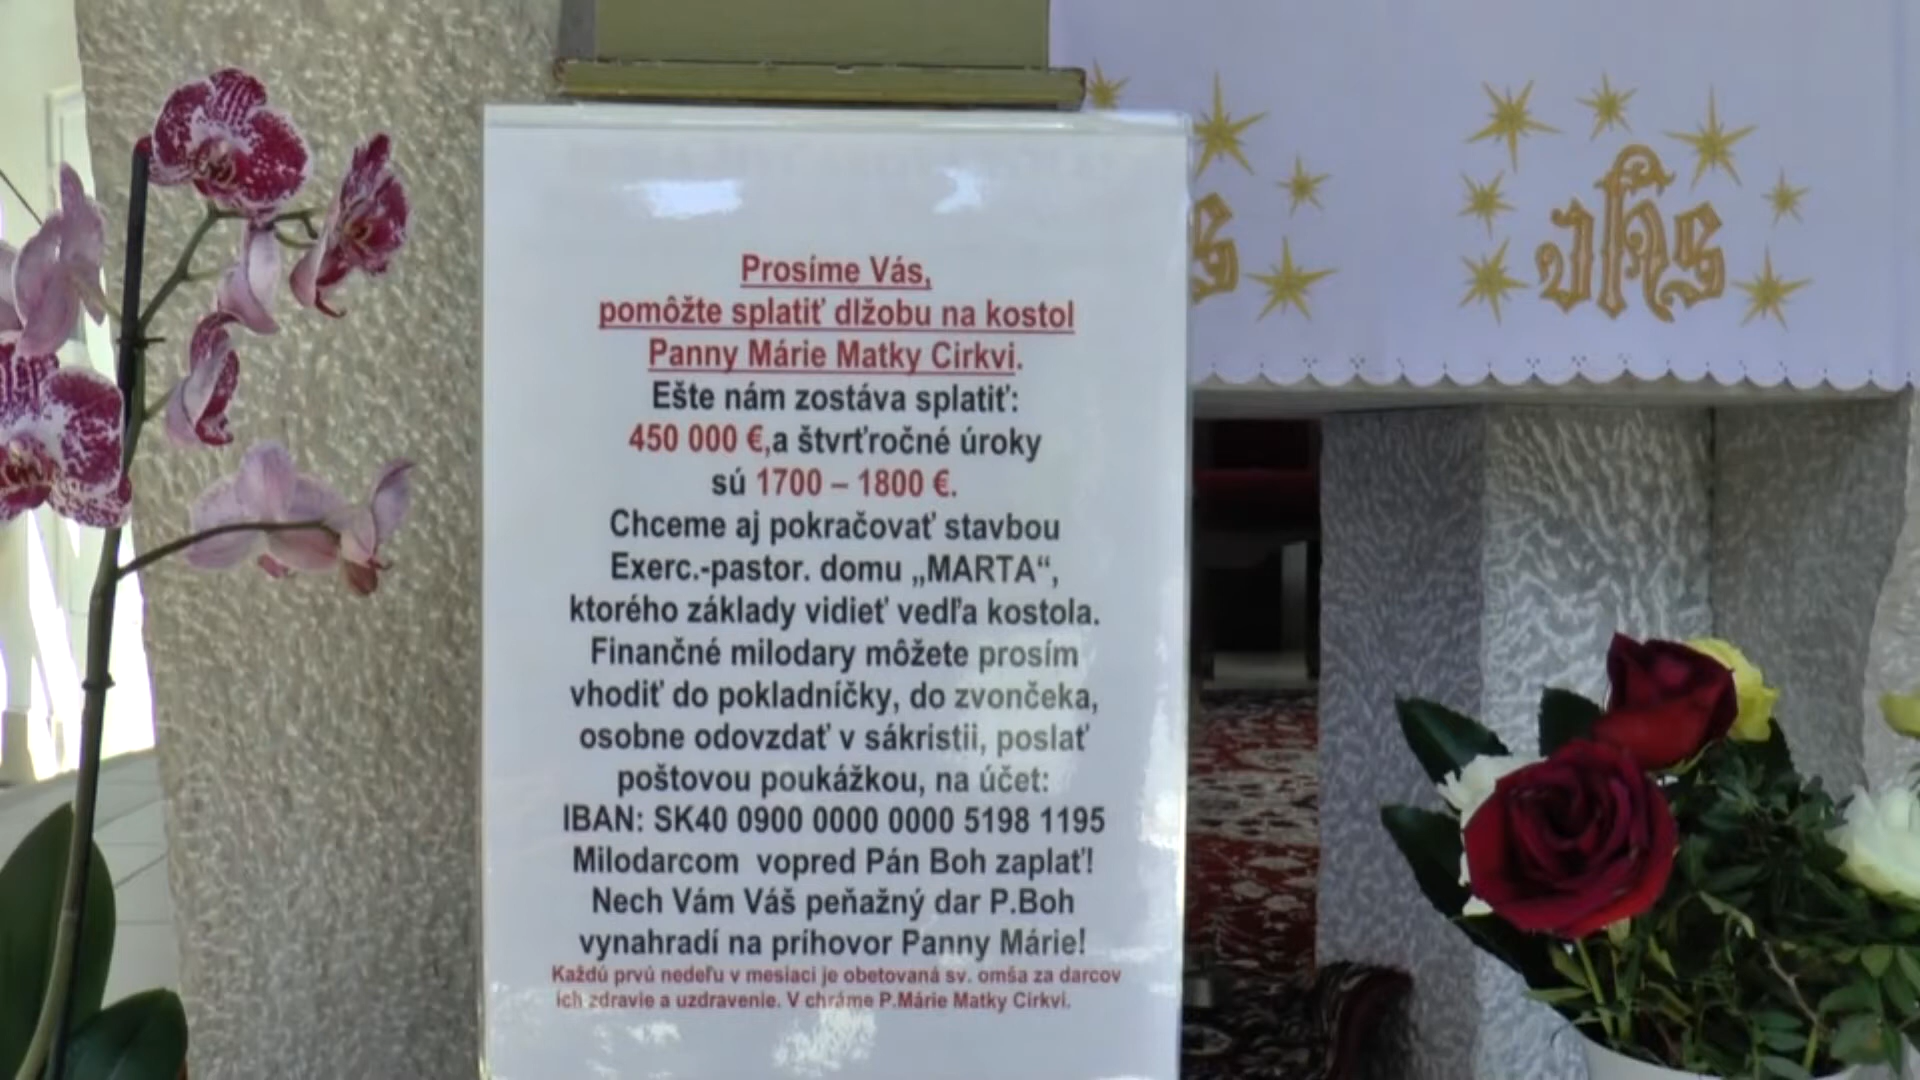 Prosíme Vás,
pomôžte splatiť dlžobu na kostol
Panny Márie Matky Cirkvi.
Ešte nám zostáva splatiť:
450 000 €,a štvrťročné úroky
sú 1700 – 1800 €.
Chceme aj pokračovať stavbou
Exerc.-pastor. domu „MARTA“,
ktorého základy vidieť vedľa kostola.
Finančné milodary môžete prosím
vhodiť do pokladníčky, do zvončeka,
osobne odovzdať v sákristii, poslať
poštovou poukážkou, na účet:
IBAN: SK40 0900 0000 0000 5198 1195
Milodarcom vopred Pán Boh zaplať!
Nech Vám Váš peňažný dar P.Boh
vynahradí na príhovor Panny Márie!
Každú prvú nedeľu v mesiaci je obetovaná sv. omša za darcov
ich zdravie a uzdravenie. V chráme P.Márie Matky Cirkvi.
s
JHS